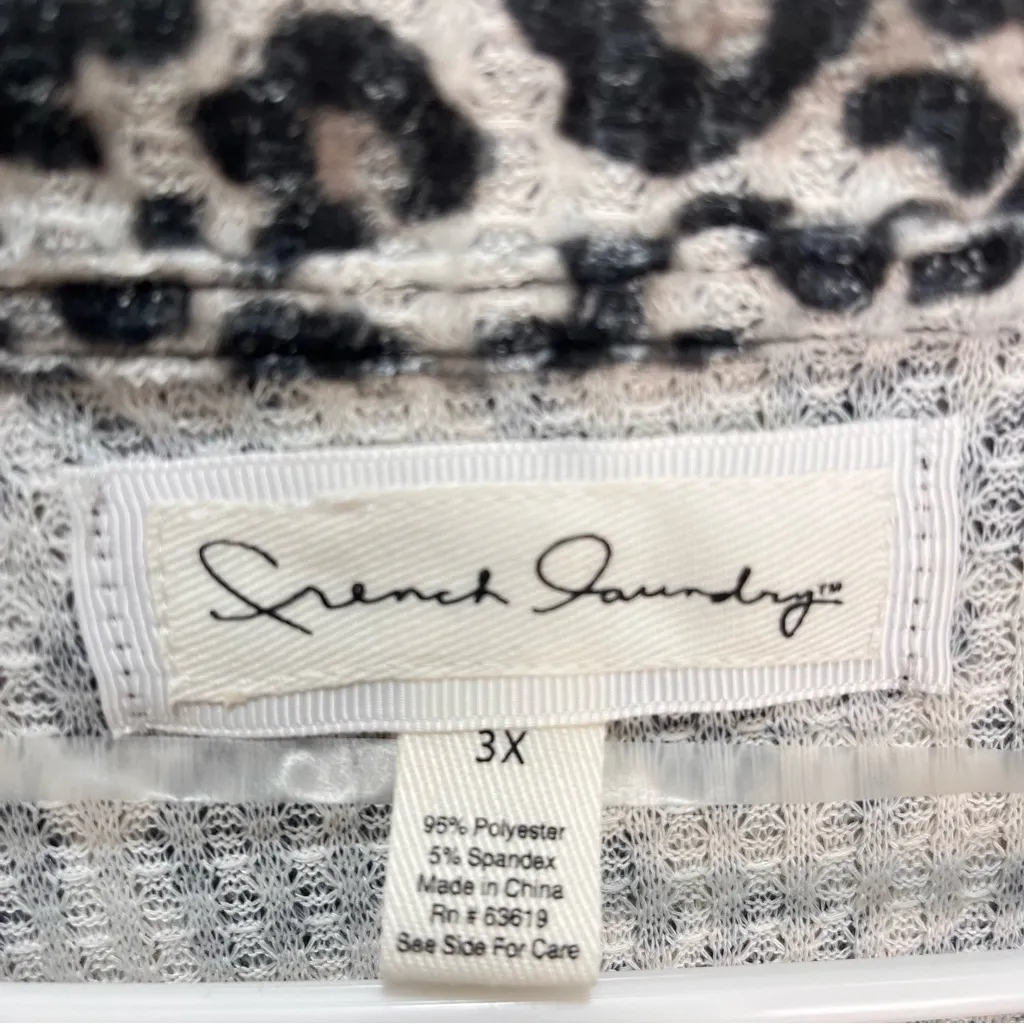 French Laundry™
3X
95% Polyester
5% Spandex
Made in China
Rn # 63619
See Side For Care